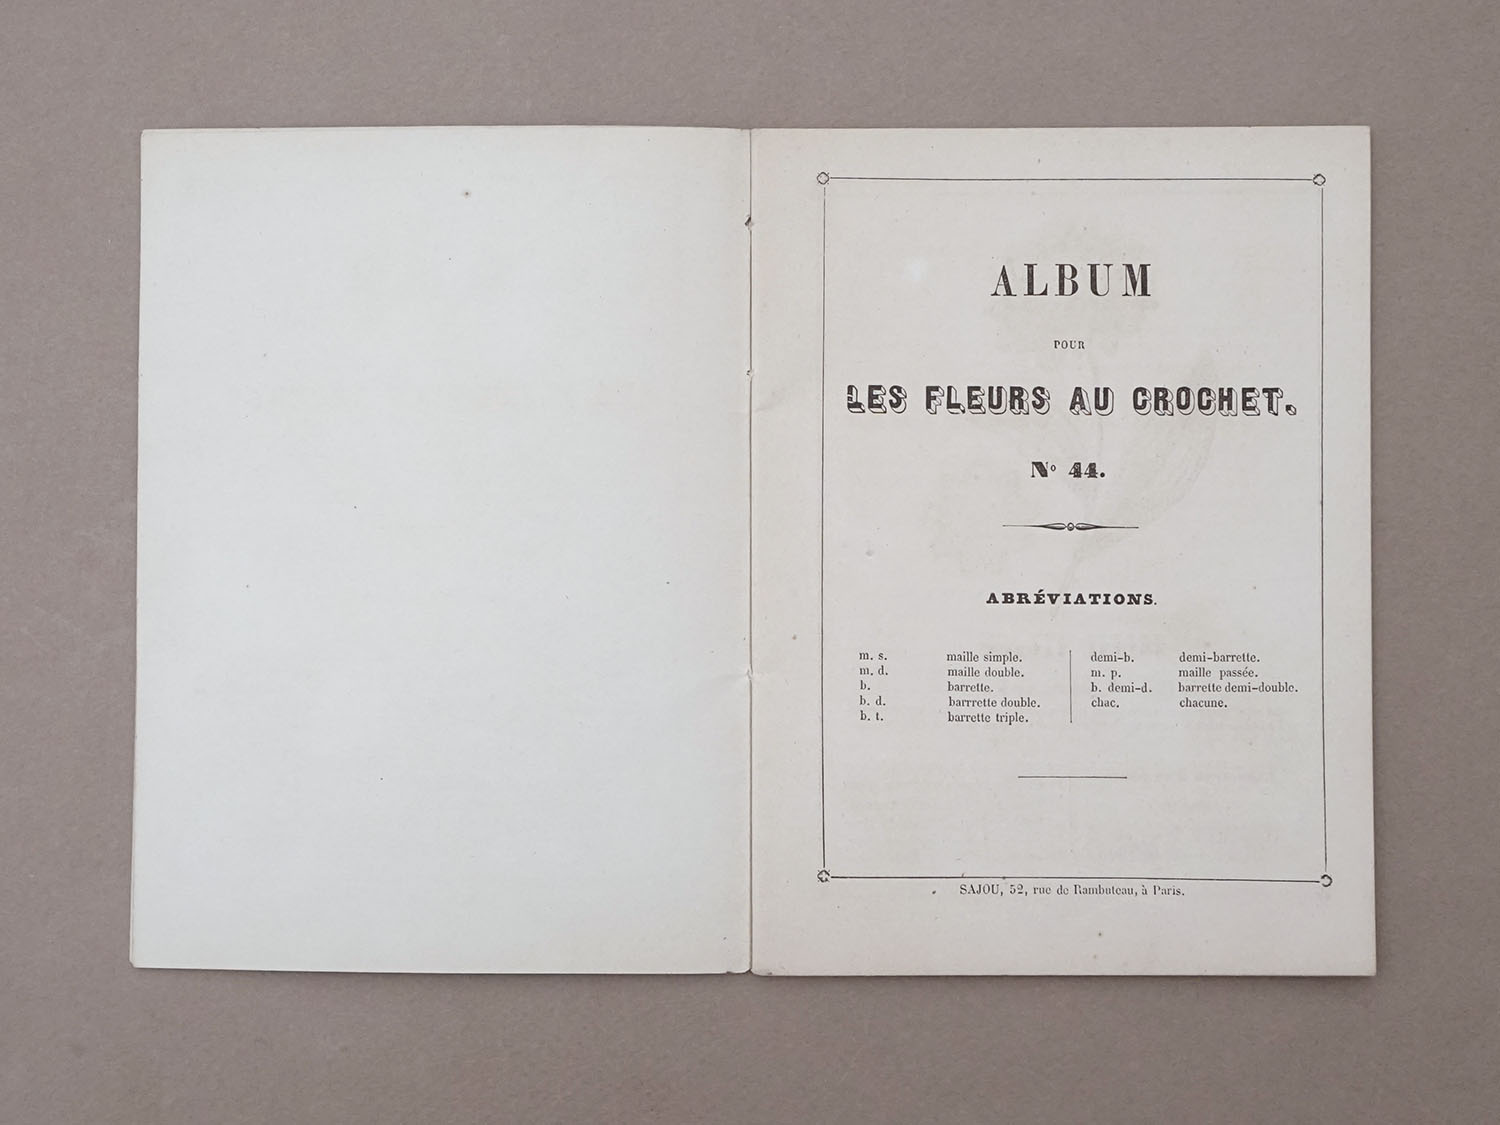 ALBUM
POUR
LES FLEURS AU CROCHET.
Nº 44.
ABRÉVIATIONS.
m. s. maille simple.
m. d. maille double.
b. barrette.
b. d. barrrette double.
b. t. barrette triple.
demi-b. demi-barrette.
m. p. maille passée.
b. demi-d. barrette demi-double.
chac. chacune.
SAJOU, 52, rue de Rambuteau, à Paris.